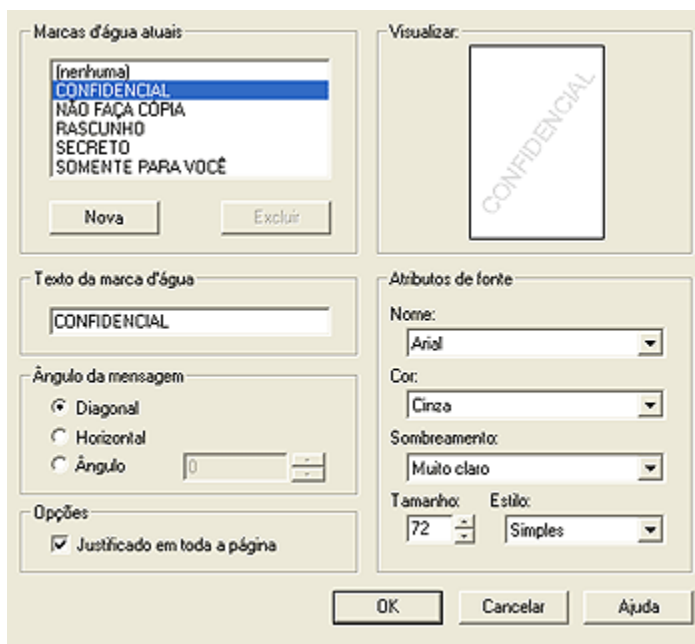 Marcas d'água atuais
(nenhuma)
CONFIDENCIAL
NÃO FAÇA CÓPIA
RASCUNHO
SECRETO
SOMENTE PARA VOCÊ
Nova
Excluir
Visualizar:
CONFIDENCIAL
Texto da marca d'água
CONFIDENCIAL
Ângulo da mensagem
Diagonal
Horizontal
Ângulo 0
Opções
Justificado em toda a página
Atributos de fonte
Nome:
Arial
Cor:
Cinza
Sombreamento:
Muito claro
Tamanho: Estilo:
72 Simples
OK Cancelar Ajuda